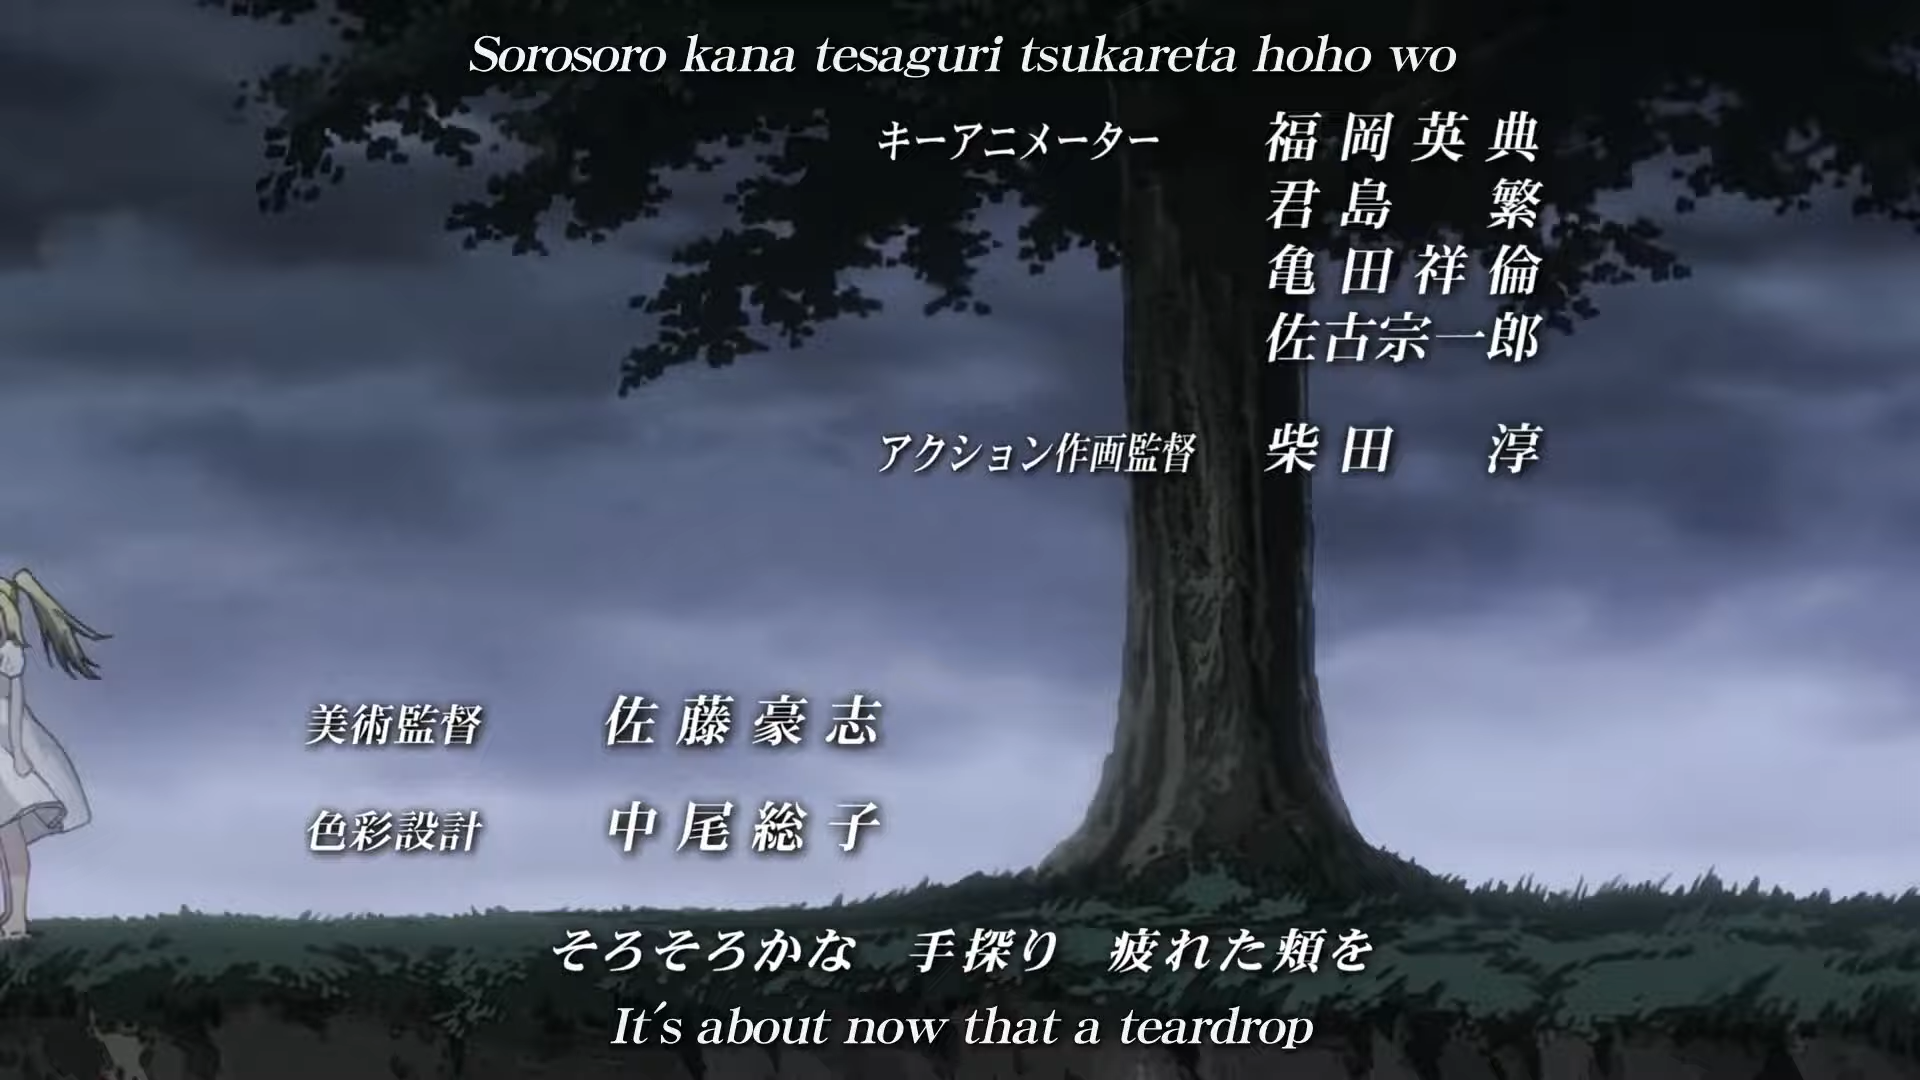 Sorosoro kana tesaguri tsukareta hoho wo
キーアニメーター 福岡英典
君島 繁
亀田祥倫
佐古宗一郎
アクション作画監督 柴田 淳
美術監督 佐藤豪志
色彩設計 中尾総子
そろそろかな 手探り 疲れた頬を
It's about now that a teardrop